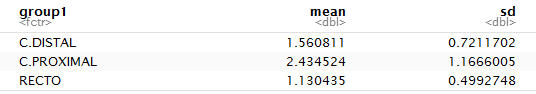 group1 mean sd
<fctr> <dbl> <dbl>
C.DISTAL 1.560811 0.7211702
C.PROXIMAL 2.434524 1.1666005
RECTO 1.130435 0.4992748